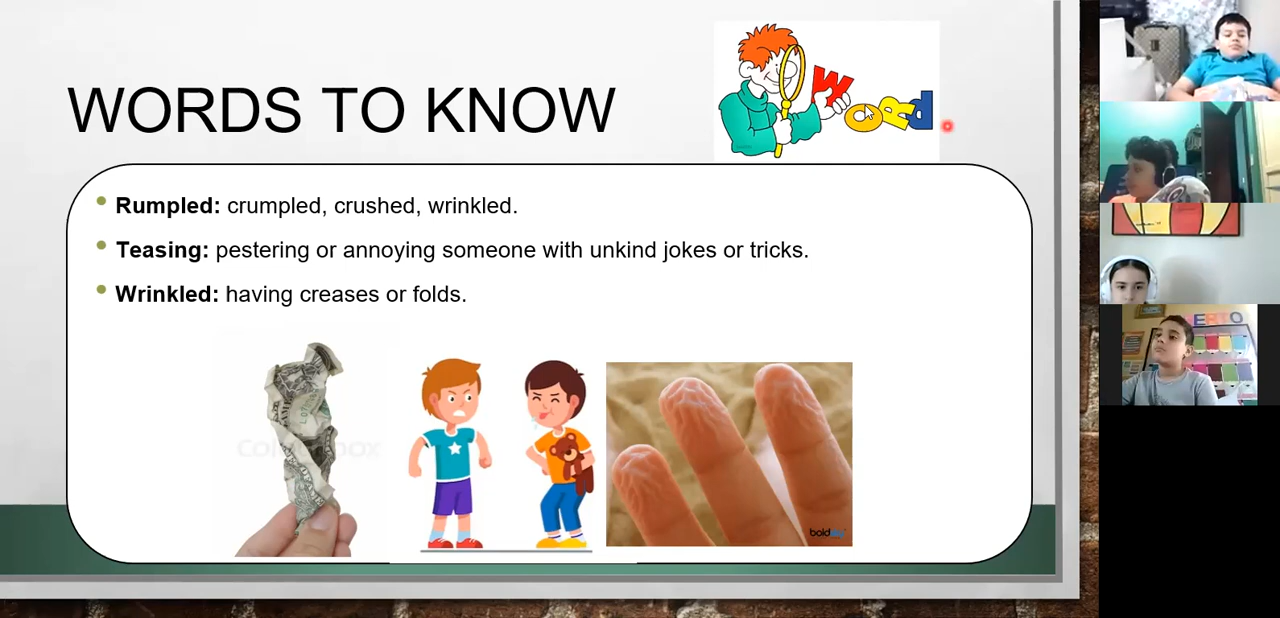 WORDS TO KNOW
WORd
Rumpled: crumpled, crushed, wrinkled.
Teasing: pestering or annoying someone with unkind jokes or tricks.
Wrinkled: having creases or folds.
ERTO